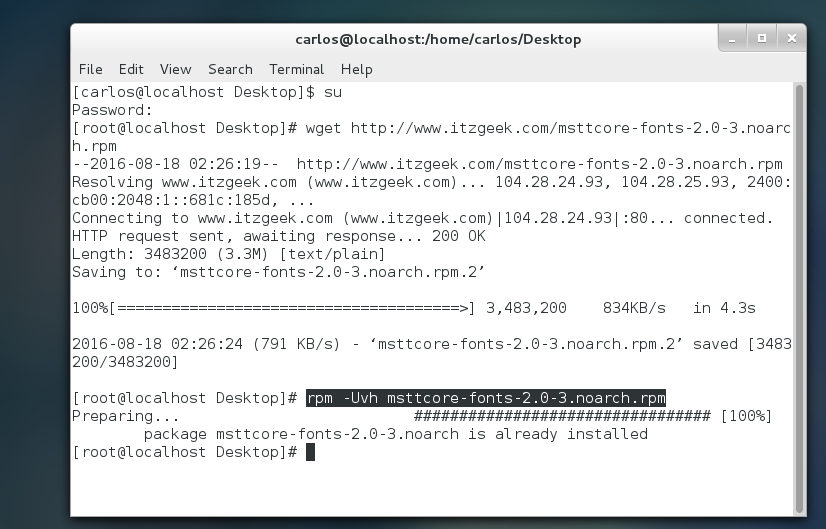 carlos@localhost:/home/carlos/Desktop
File Edit View Search Terminal Help
[carlos@localhost Desktop]$ su
Password:
[root@localhost Desktop]# wget http://www.itzgeek.com/msttcore-fonts-2.0-3.noarc
h.rpm
--2016-08-18 02:26:19--  http://www.itzgeek.com/msttcore-fonts-2.0-3.noarch.rpm
Resolving www.itzgeek.com (www.itzgeek.com)... 104.28.24.93, 104.28.25.93, 2400:
cb00:2048:1::681c:185d, ...
Connecting to www.itzgeek.com (www.itzgeek.com)|104.28.24.93|:80... connected.
HTTP request sent, awaiting response... 200 OK
Length: 3483200 (3.3M) [text/plain]
Saving to: ‘msttcore-fonts-2.0-3.noarch.rpm.2’
100%[======================================>] 3,483,200    834KB/s   in 4.3s
2016-08-18 02:26:24 (791 KB/s) - ‘msttcore-fonts-2.0-3.noarch.rpm.2’ saved [3483
200/3483200]
[root@localhost Desktop]# rpm -Uvh msttcore-fonts-2.0-3.noarch.rpm
Preparing...                          ################################# [100%]
        package msttcore-fonts-2.0-3.noarch is already installed
[root@localhost Desktop]#